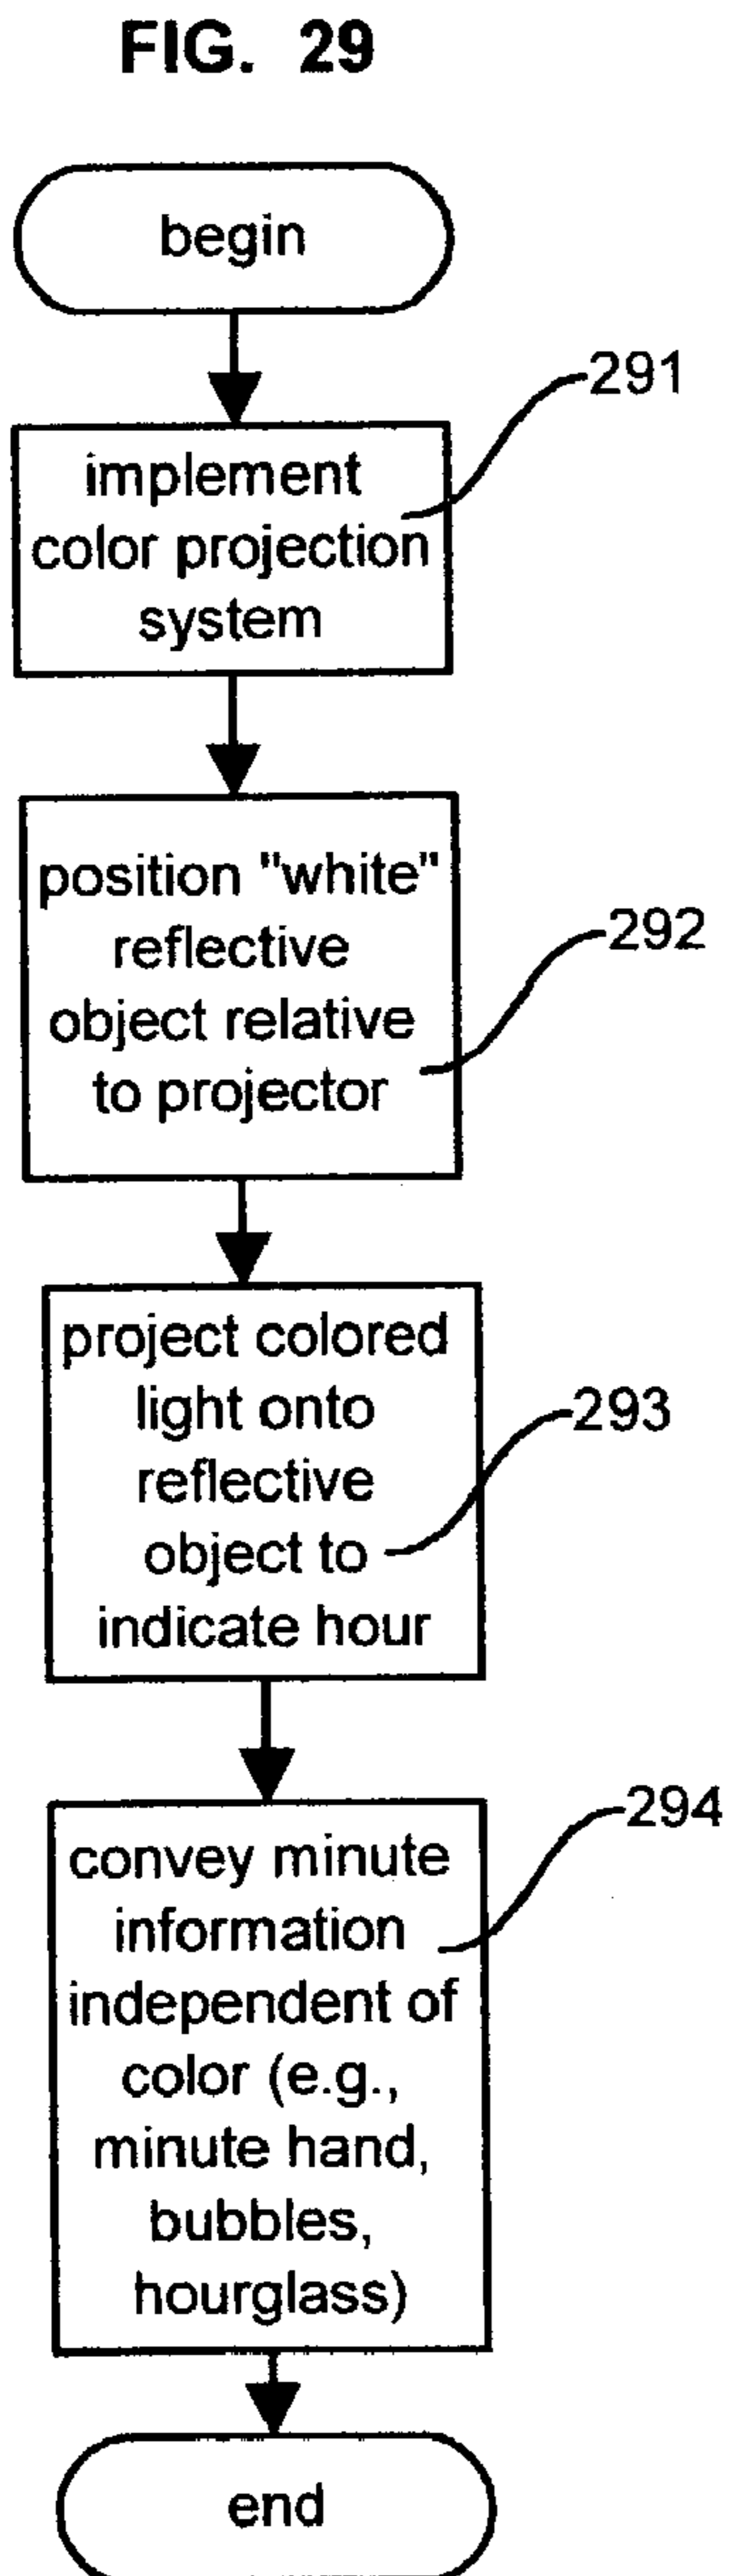 FIG. 29
begin
291
implement
color projection
system
position "white"
reflective
object relative
to projector
292
project colored
light onto
reflective
object to
indicate hour
293
convey minute
information
independent of
color (e.g.,
minute hand,
bubbles,
hourglass)
294
end